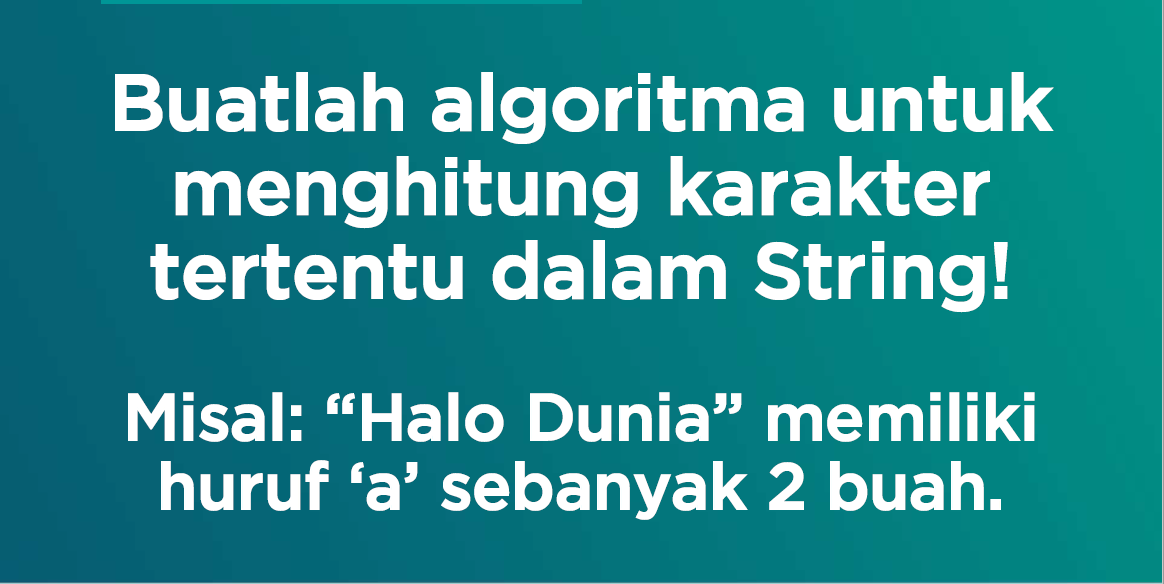 Buatlah algoritma untuk
menghitung karakter
tertentu dalam String!
Misal: “Halo Dunia” memiliki
huruf ‘a’ sebanyak 2 buah.